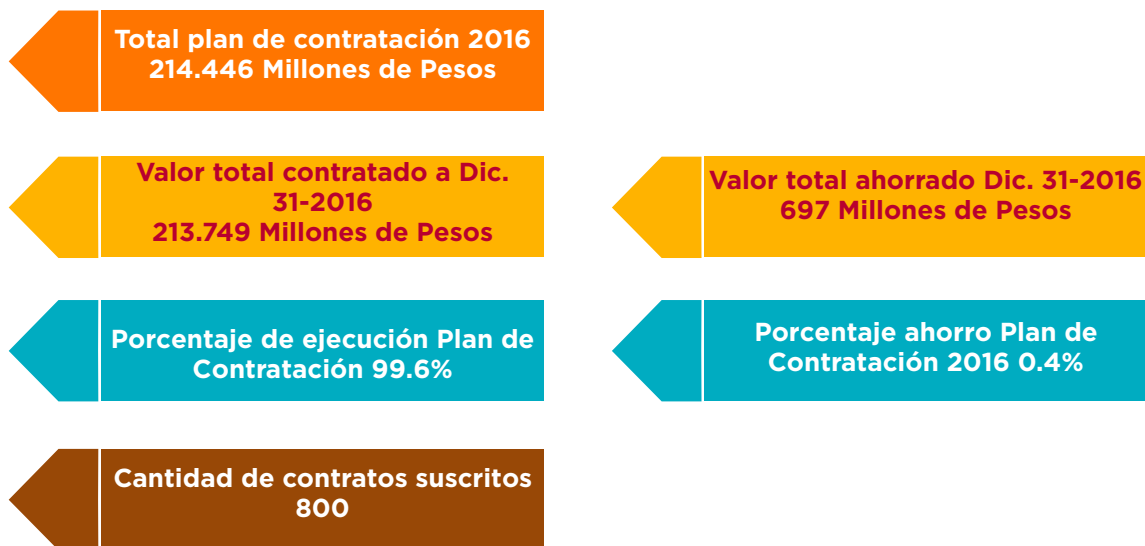 Total plan de contratación 2016
214.446 Millones de Pesos
Valor total contratado a Dic.
31-2016
213.749 Millones de Pesos
Valor total ahorrado Dic. 31-2016
697 Millones de Pesos
Porcentaje de ejecución Plan de
Contratación 99.6%
Porcentaje ahorro Plan de
Contratación 2016 0.4%
Cantidad de contratos suscritos
800